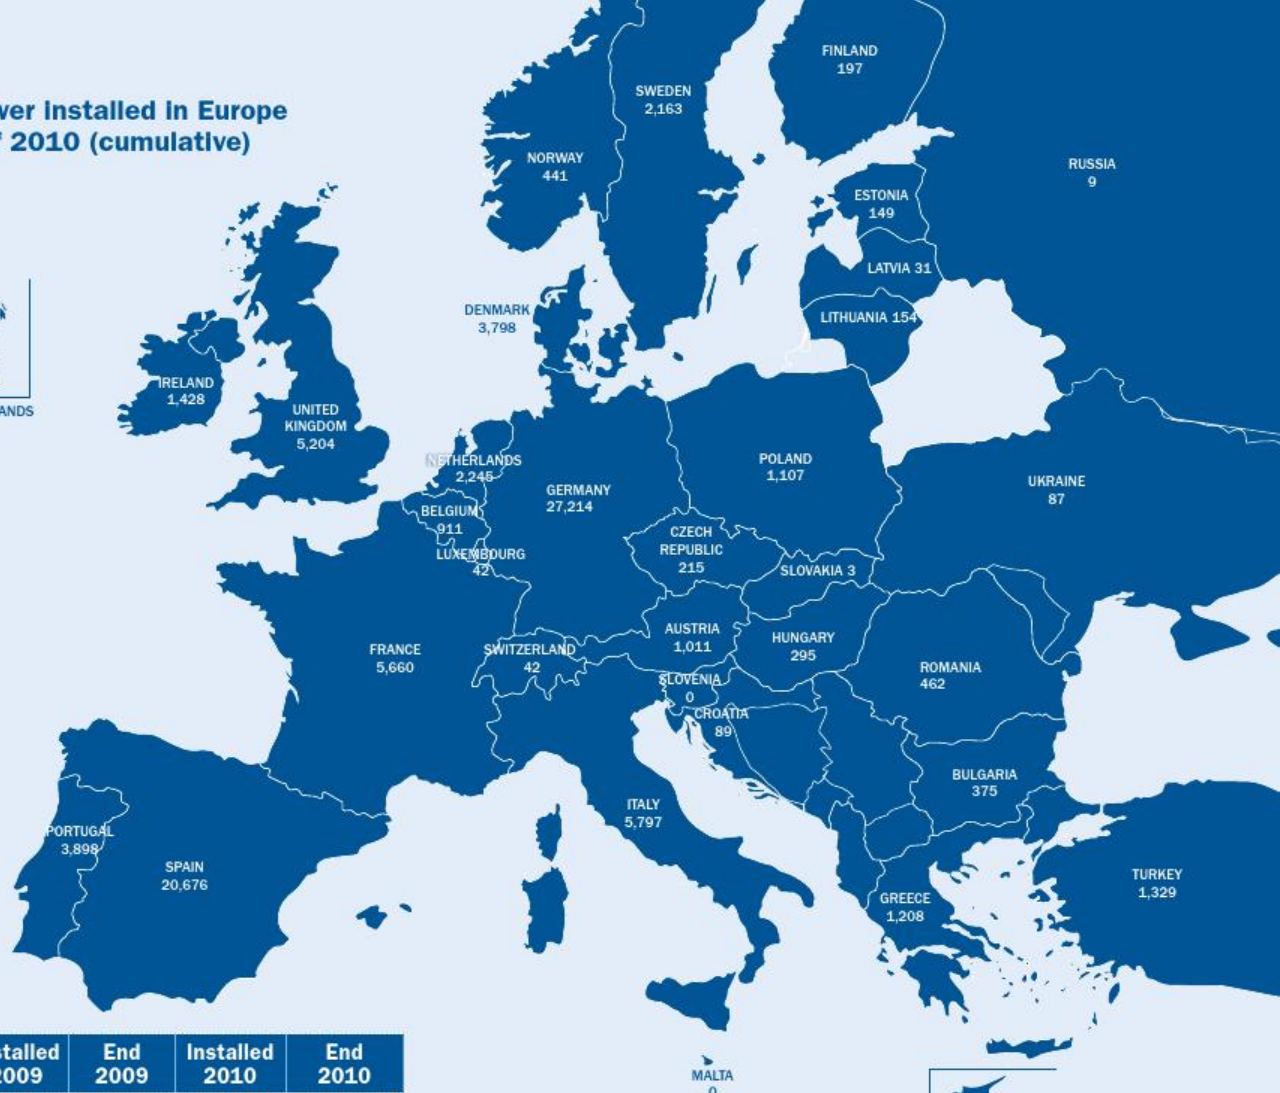 ver installed in Europe
2010 (cumulative)
FINLAND
197
SWEDEN
2,163
NORWAY
441
RUSSIA
9
ESTONIA
149
LATVIA 31
LITHUANIA 154
DENMARK
3,798
IRELAND
1,428
ANDS
UNITED
KINGDOM
5,204
NETHERLANDS
2,245
GERMANY
27,214
POLAND
1,107
UKRAINE
87
BELGIUM
911
LUXEMBOURG
42
CZECH
REPUBLIC
215
SLOVAKIA 3
FRANCE
5,660
SWITZERLAND
42
AUSTRIA
1,011
HUNGARY
295
ROMANIA
462
SLOVENIA
0
CROATIA
89
BULGARIA
375
ITALY
5,797
PORTUGAL
3,898
SPAIN
20,676
GREECE
1,208
TURKEY
1,329
stalled
2009
End
2009
Installed
2010
End
2010
MALTA
0